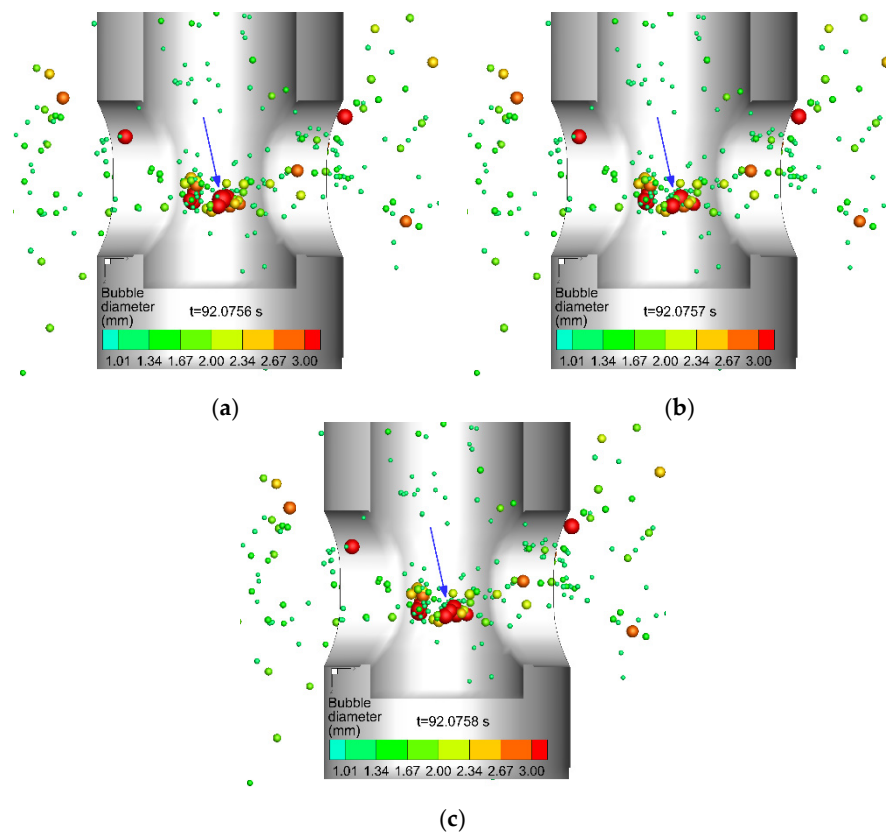 Bubble
diameter
(mm)
t=92.0756 s
1.01 1.34 1.67 2.00 2.34 2.67 3.00
(a)
Bubble
diameter
(mm)
t=92.0757 s
1.01 1.34 1.67 2.00 2.34 2.67 3.00
(b)
Bubble
diameter
(mm)
t=92.0758 s
1.01 1.34 1.67 2.00 2.34 2.67 3.00
(c)